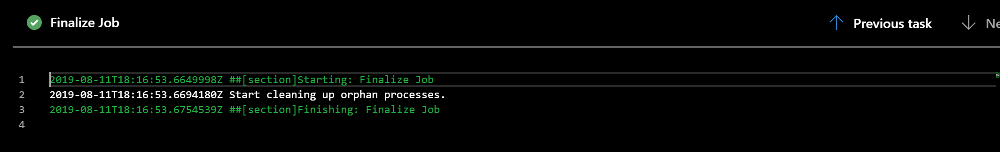 Finalize Job
Previous task
Ne
1 2019-08-11T18:16:53.6649998Z ##[section]Starting: Finalize Job
2 2019-08-11T18:16:53.6694180Z Start cleaning up orphan processes.
3 2019-08-11T18:16:53.6754539Z ##[section]Finishing: Finalize Job
4